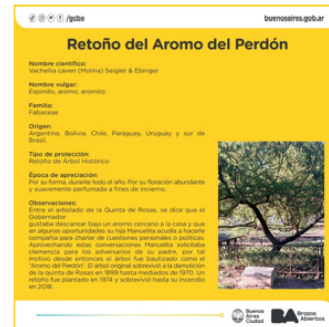 /gcba
buenosaires.gob.ar
Retoño del Aromo del Perdón
Nombre científico:
Vachellia caven (Molina) Seigler & Ebinger
Nombre vulgar:
Espinillo, aromo, aromito.
Familia:
Fabaceae
Origen:
Argentina, Bolivia, Chile, Paraguay, Uruguay y sur de
Brasil.
Tipo de protección:
Retoño de Árbol Histórico
Época de apreciación:
Por su forma, durante todo el año. Por su floración abundante
y suavemente perfumada a fines de invierno.
Observaciones:
Entre el arbolado de la Quinta de Rosas, se dice que el
Gobernador
gustaba descansar bajo un aromo cercano a la casa y que
en algunas oportunidades su hija Manuelita acudía a hacerle
compañía para charlar de cuestiones personales o políticas.
Aprovechando estas conversaciones Manuelita solicitaba
clemencia para los adversarios de su padre, por tal
motivo desde entonces el árbol fue bautizado como el
"Aromo del Perdón". El árbol original sobrevivió a la demolición
de la quinta de Rosas en 1899 hasta mediados de 1970. Un
retoño fue plantado en 1974 y sobrevivió hasta su incendio
en 2018.
Buenos
Aires
Ciudad
BA
Brazos
Abiertos